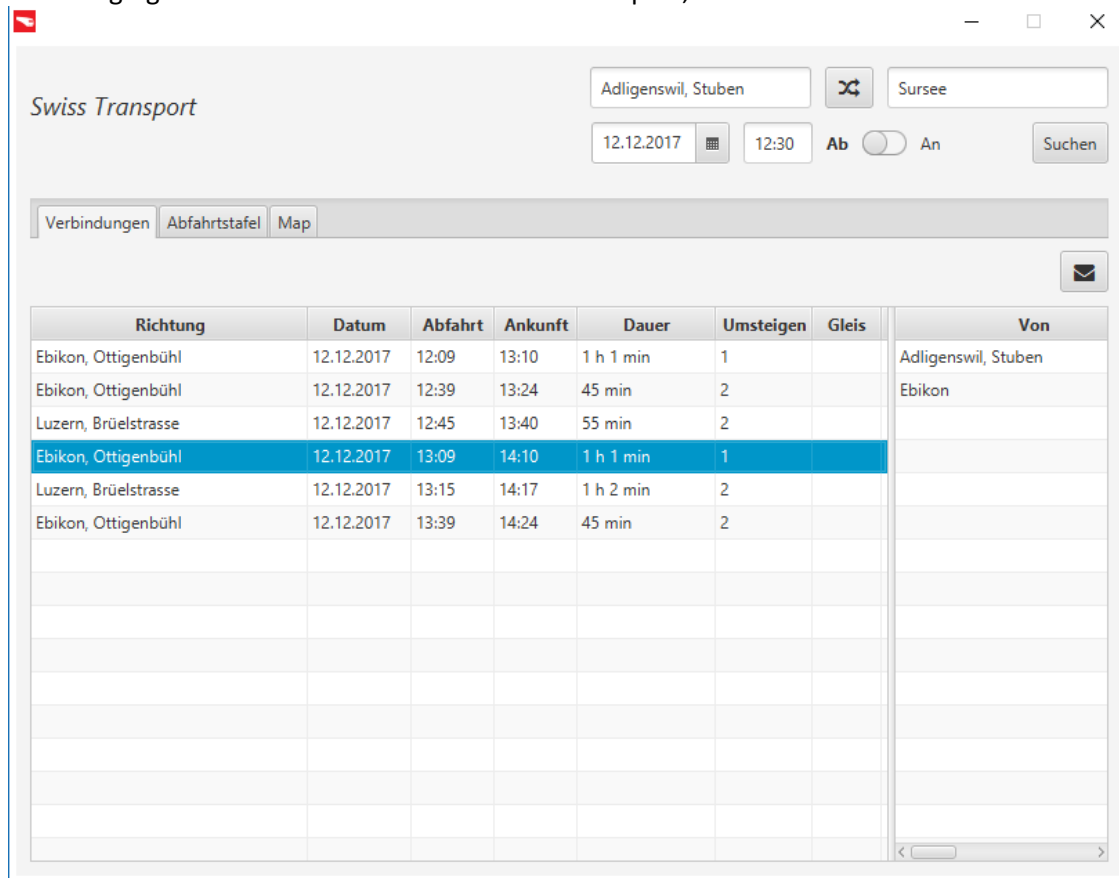 Adligenswil, Stuben Sursee
Swiss Transport
12.12.2017 12:30 Ab An Suchen
Verbindungen Abfahrtstafel Map
Richtung Datum Abfahrt Ankunft Dauer Umsteigen Gleis Von
Ebikon, Ottigenbühl 12.12.2017 12:09 13:10 1 h 1 min 1 Adligenswil, Stuben
Ebikon, Ottigenbühl 12.12.2017 12:39 13:24 45 min 2 Ebikon
Luzern, Brüelstrasse 12.12.2017 12:45 13:40 55 min 2
Ebikon, Ottigenbühl 12.12.2017 13:09 14:10 1 h 1 min 1
Luzern, Brüelstrasse 12.12.2017 13:15 14:17 1 h 2 min 2
Ebikon, Ottigenbühl 12.12.2017 13:39 14:24 45 min 2